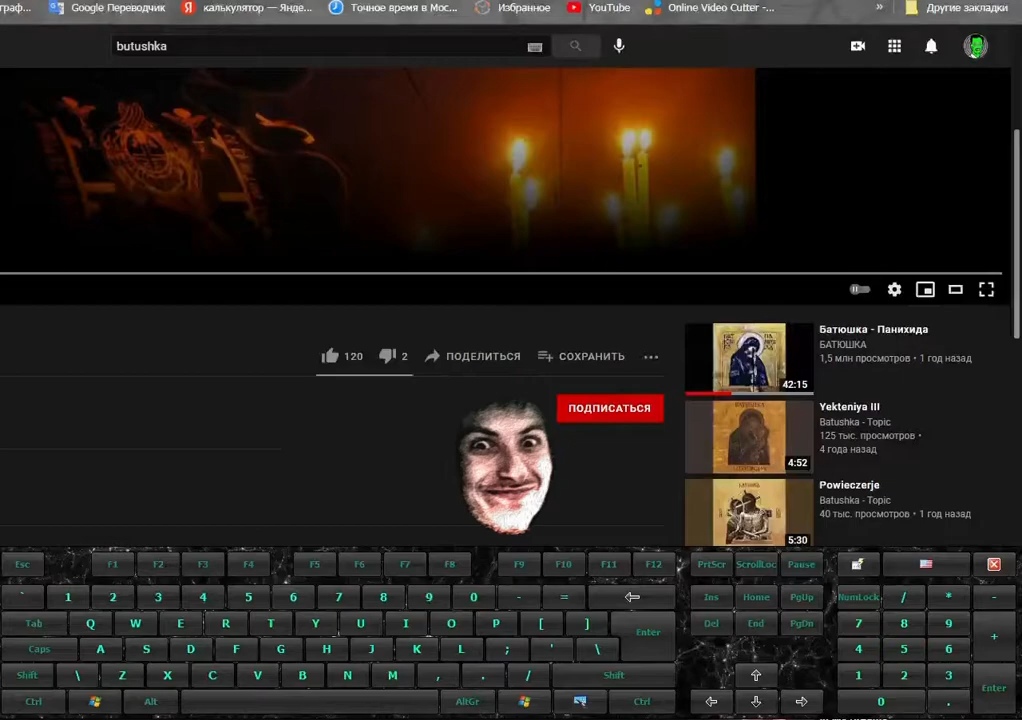 граф...
Google Переводчик
калькулятор — Янде...
Точное время в Мос...
Избранное
YouTube
Online Video Cutter -...
»
Другие закладки
butushka
120
2
ПОДЕЛИТЬСЯ
СОХРАНИТЬ
ПОДПИСАТЬСЯ
42:15
Батюшка - Панихида
БАТЮШКА
1,5 млн просмотров • 1 год назад
4:52
Yekteniya III
Batushka - Topic
125 тыс. просмотров •
4 года назад
5:30
Powieczerje
Batushka - Topic
40 тыс. просмотров • 1 год назад
Esc F1 F2 F3 F4 F5 F6 F7 F8 F9 F10 F11 F12 PrtScr ScrollLoc Pause
` 1 2 3 4 5 6 7 8 9 0 - = Ins Home PgUp NumLock / * -
Tab Q W E R T Y U I O P [ ] Enter Del End PgDn 7 8 9 +
Caps A S D F G H J K L ; ' \ 4 5 6
Shift \ Z X C V B N M , . / Shift 1 2 3 Enter
Ctrl Alt AltGr Ctrl 0 .